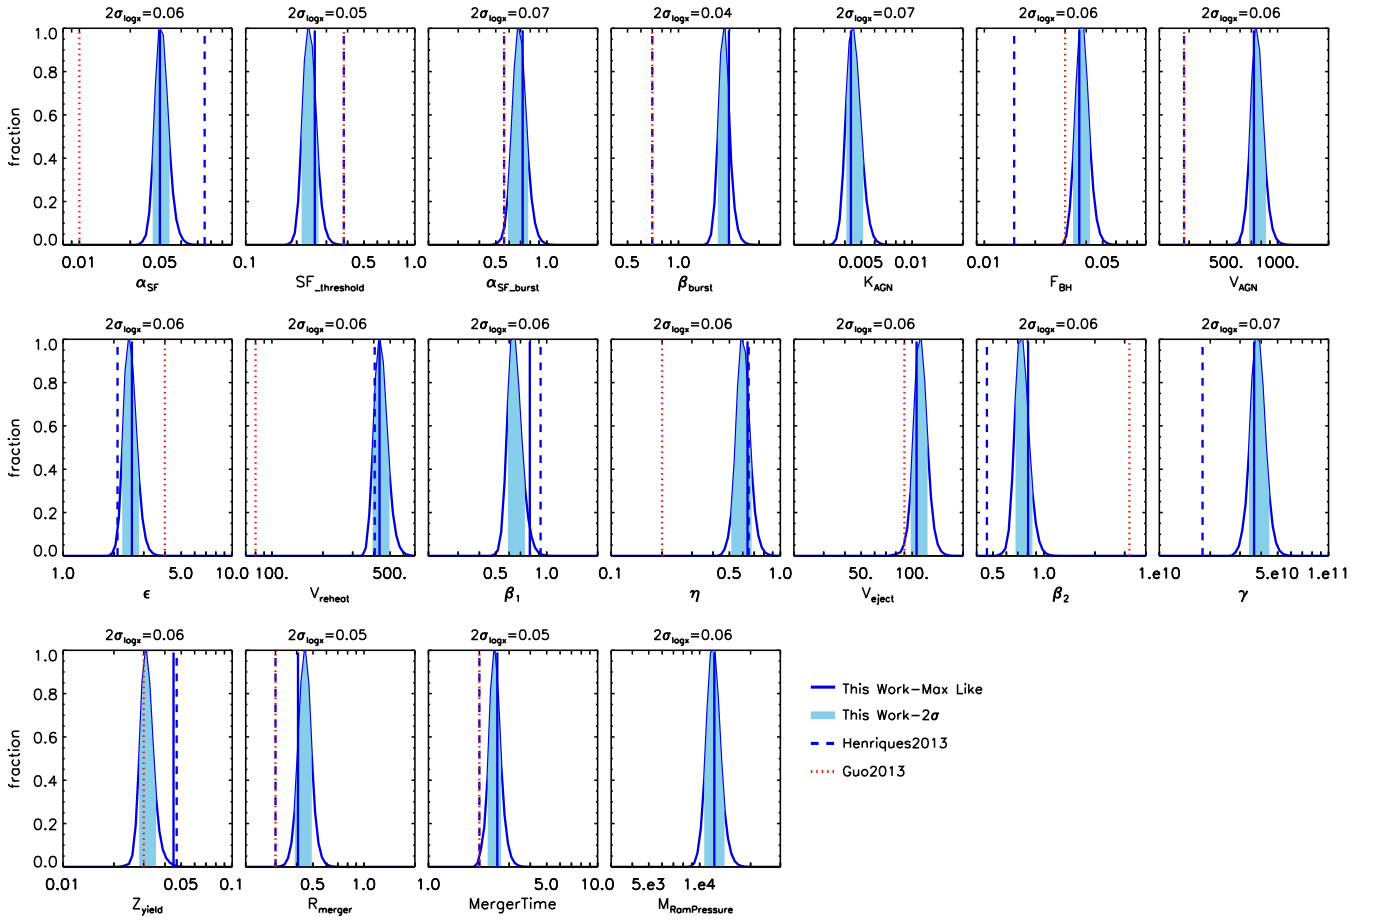 2σlogx=0.06 2σlogx=0.05 2σlogx=0.07 2σlogx=0.04 2σlogx=0.07 2σlogx=0.06 2σlogx=0.06
1.0
0.8
0.6
0.4
0.2
0.0
fraction
0.01 0.05 0.1 0.5 1.0 0.5 1.0 0.5 1.0 0.005 0.01 0.01 0.05 500. 1000.
αSF SF_threshold αSF_burst βburst KAGN FBH VAGN
2σlogx=0.06 2σlogx=0.06 2σlogx=0.06 2σlogx=0.06 2σlogx=0.06 2σlogx=0.06 2σlogx=0.07
1.0
0.8
0.6
0.4
0.2
0.0
fraction
1.0 5.0 10.0 100. 500. 0.5 1.0 0.1 0.5 1.0 50. 100. 0.5 1.0 1.e10 5.e10 1.e11
ϵ Vreheat β1 η Veject β2 γ
2σlogx=0.06 2σlogx=0.05 2σlogx=0.05 2σlogx=0.06
1.0
0.8
0.6
0.4
0.2
0.0
fraction
0.01 0.05 0.1 0.5 1.0 1.0 5.0 10.0 5.e3 1.e4
Zyield Rmerger MergerTime MRamPressure
This Work-Max Like
This Work-2σ
Henriques2013
Guo2013